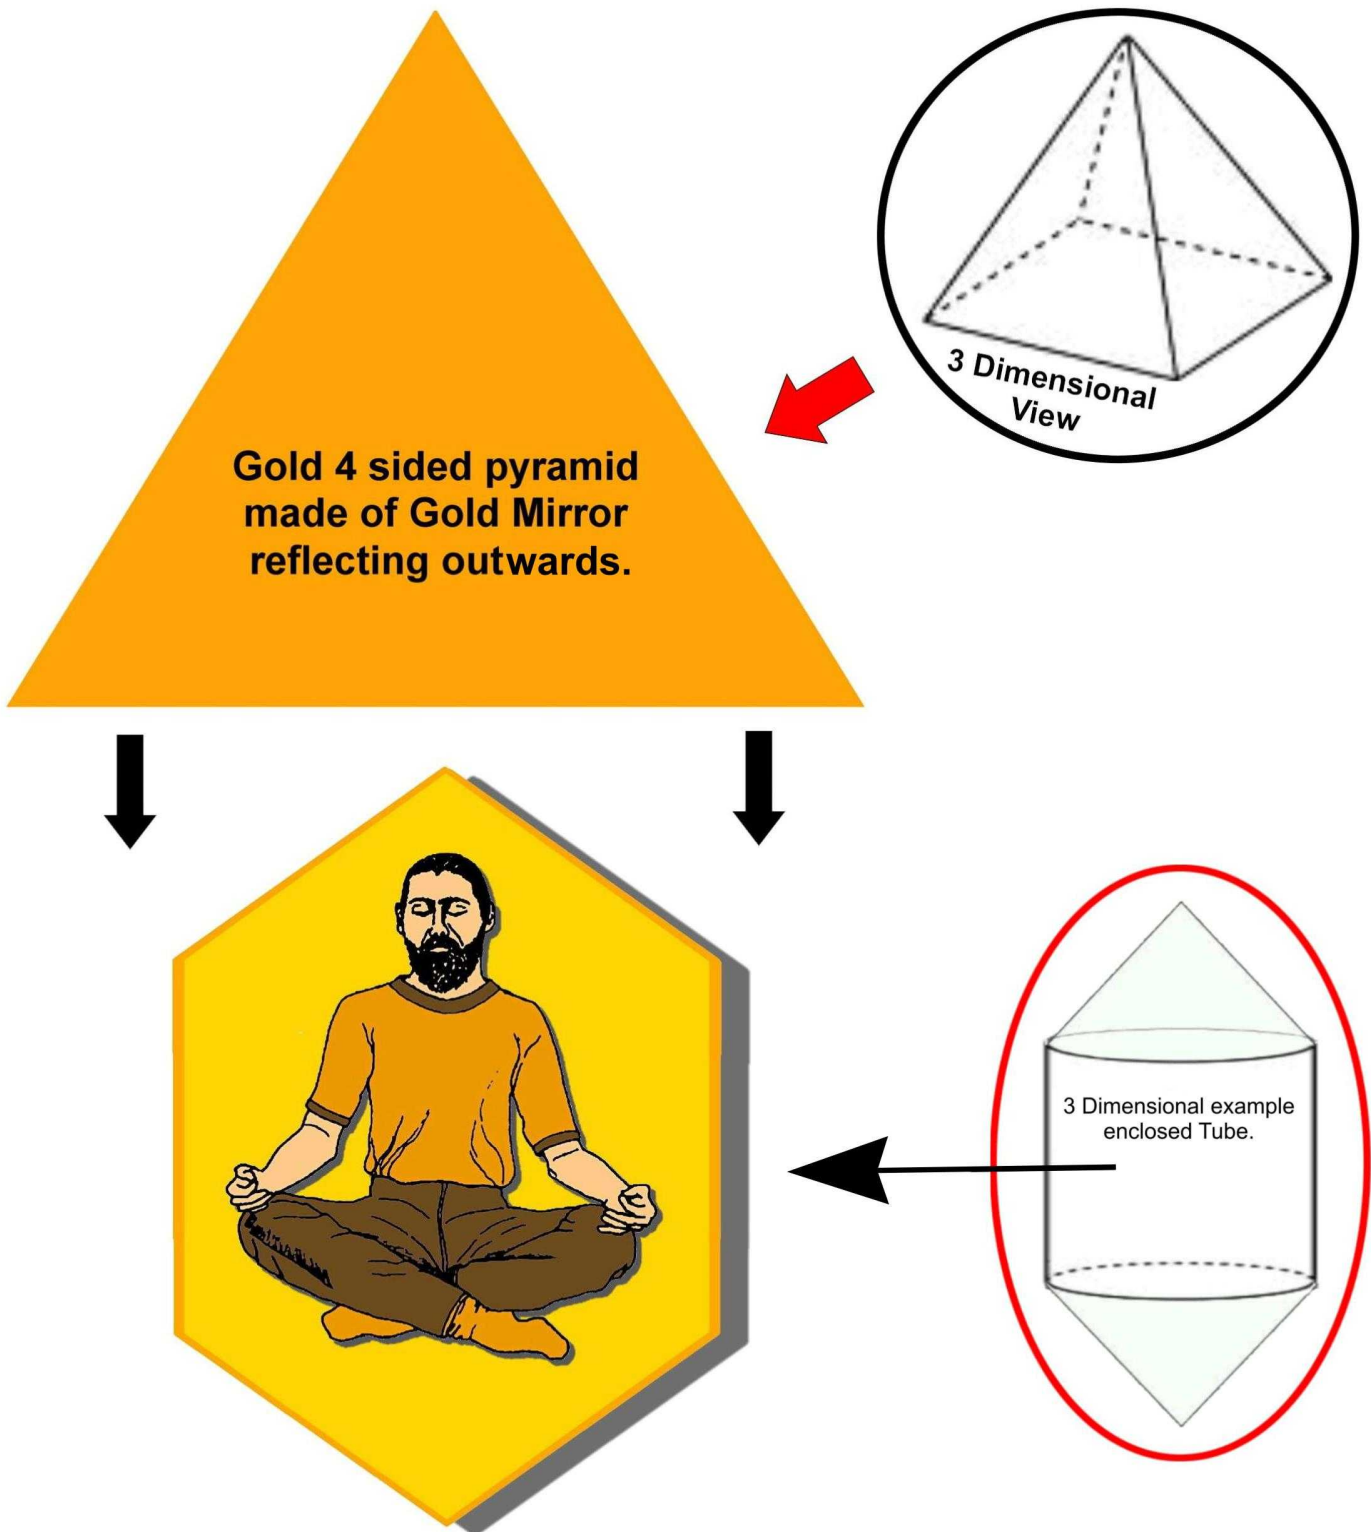 3 Dimensional
View
Gold 4 sided pyramid
made of Gold Mirror
reflecting outwards.
3 Dimensional example
enclosed Tube.